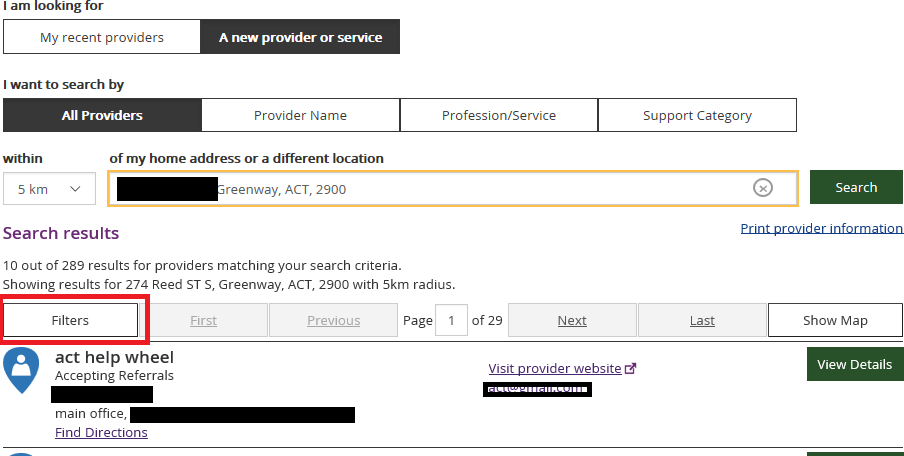 I am looking for
My recent providers A new provider or service
I want to search by
All Providers Provider Name Profession/Service Support Category
within of my home address or a different location
5 km Greenway, ACT, 2900 Search
Search results Print provider information
10 out of 289 results for providers matching your search criteria.
Showing results for 274 Reed ST S, Greenway, ACT, 2900 with 5km radius.
Filters First Previous Page 1 of 29 Next Last Show Map
act help wheel
Accepting Referrals Visit provider website View Details
main office,
Find Directions